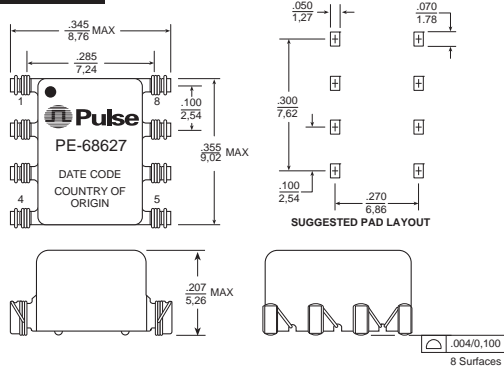 .345
8,76 MAX
.285
7,24
1
8
.100
2,54
Pulse
PE-68627
DATE CODE
COUNTRY OF
ORIGIN
4
5
.355
9,02 MAX
.050
1,27
.070
1.78
.300
7,62
.100
2,54
.270
6,86
SUGGESTED PAD LAYOUT
.207
5,26 MAX
.004/0,100
8 Surfaces